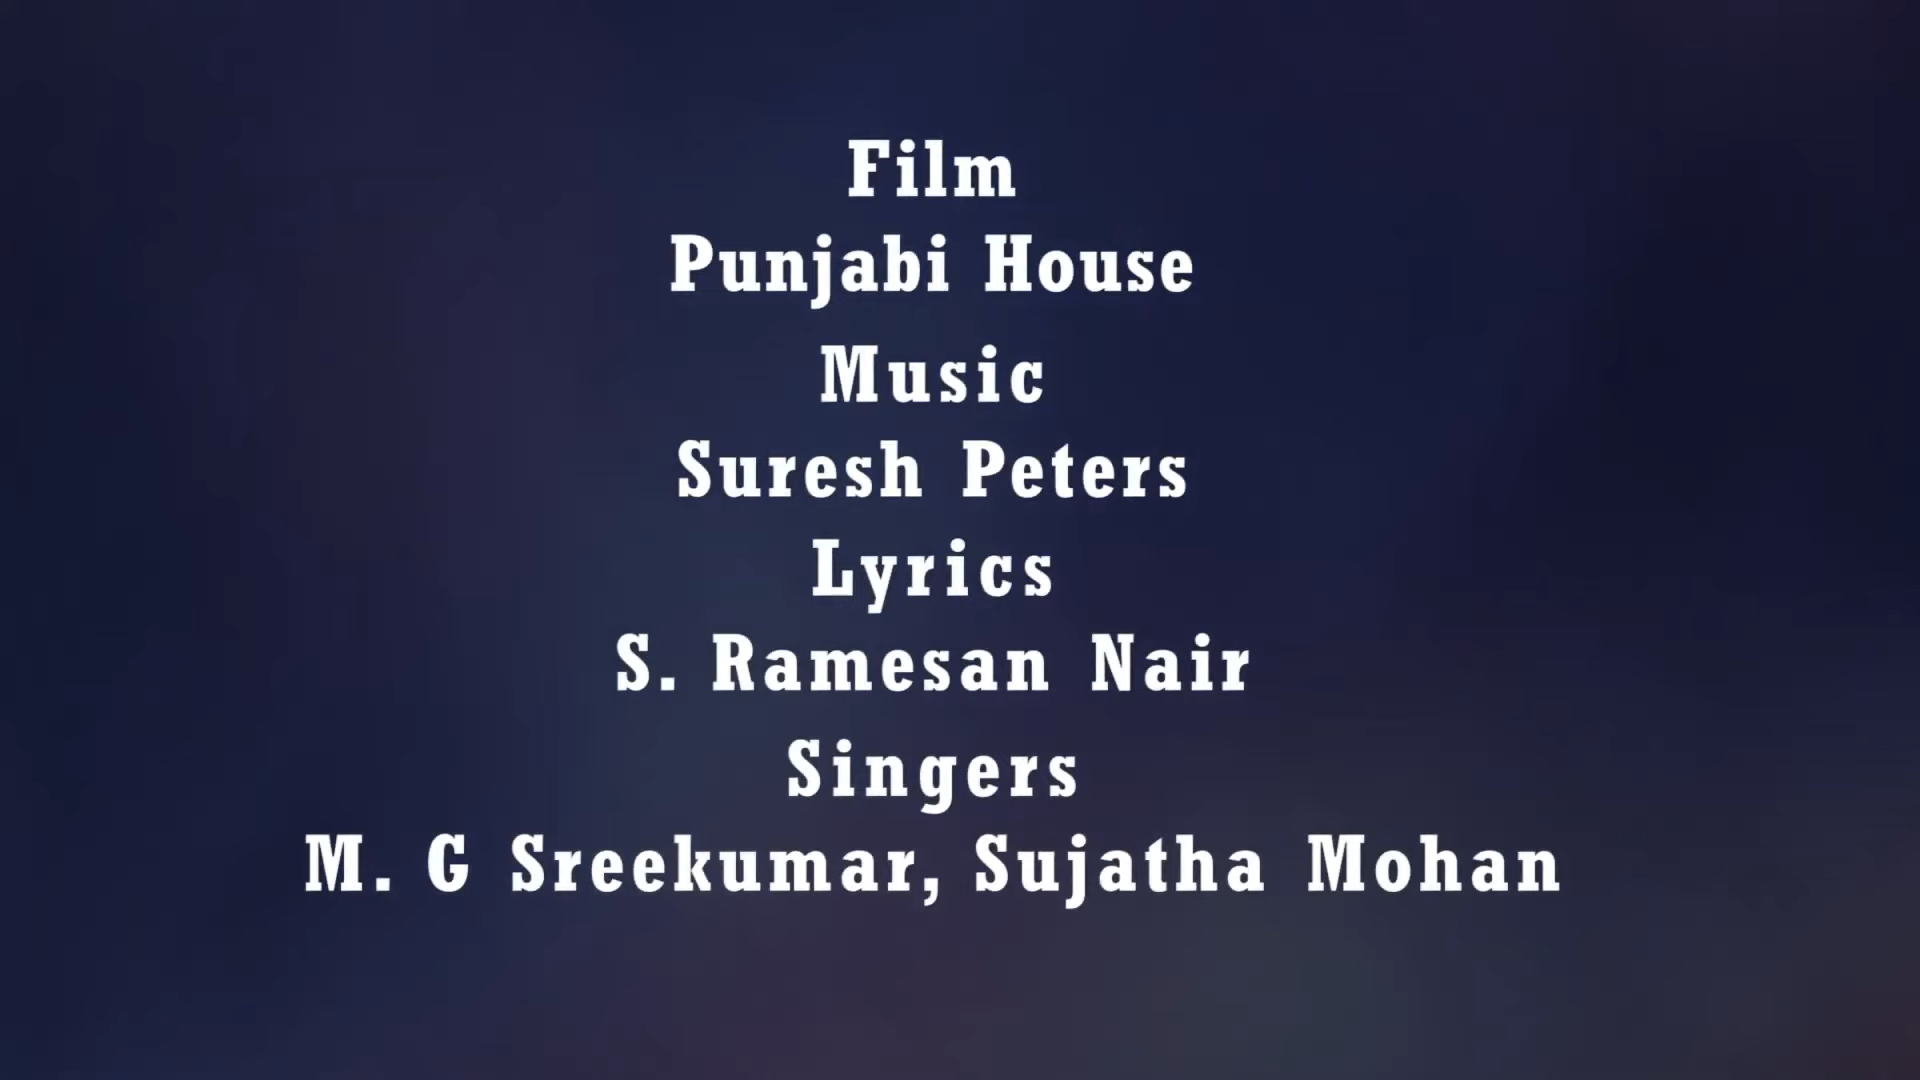 Film
Punjabi House
Music
Suresh Peters
Lyrics
S. Ramesan Nair
Singers
M. G Sreekumar, Sujatha Mohan